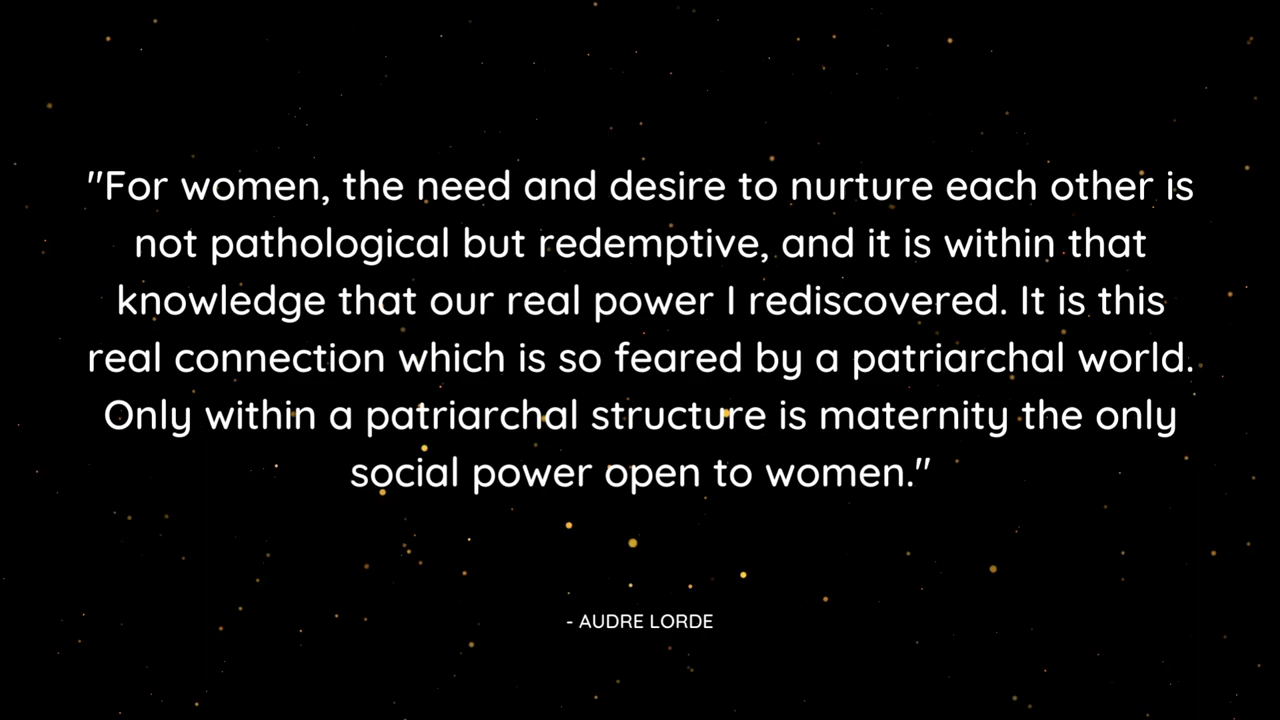 "For women, the need and desire to nurture each other is
not pathological but redemptive, and it is within that
knowledge that our real power I rediscovered. It is this
real connection which is so feared by a patriarchal world.
Only within a patriarchal structure is maternity the only
social power open to women."
- AUDRE LORDE